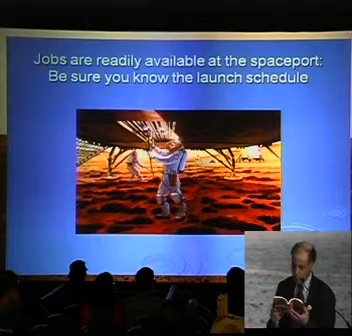 Jobs are readily available at the spaceport:
Be sure you know the launch schedule